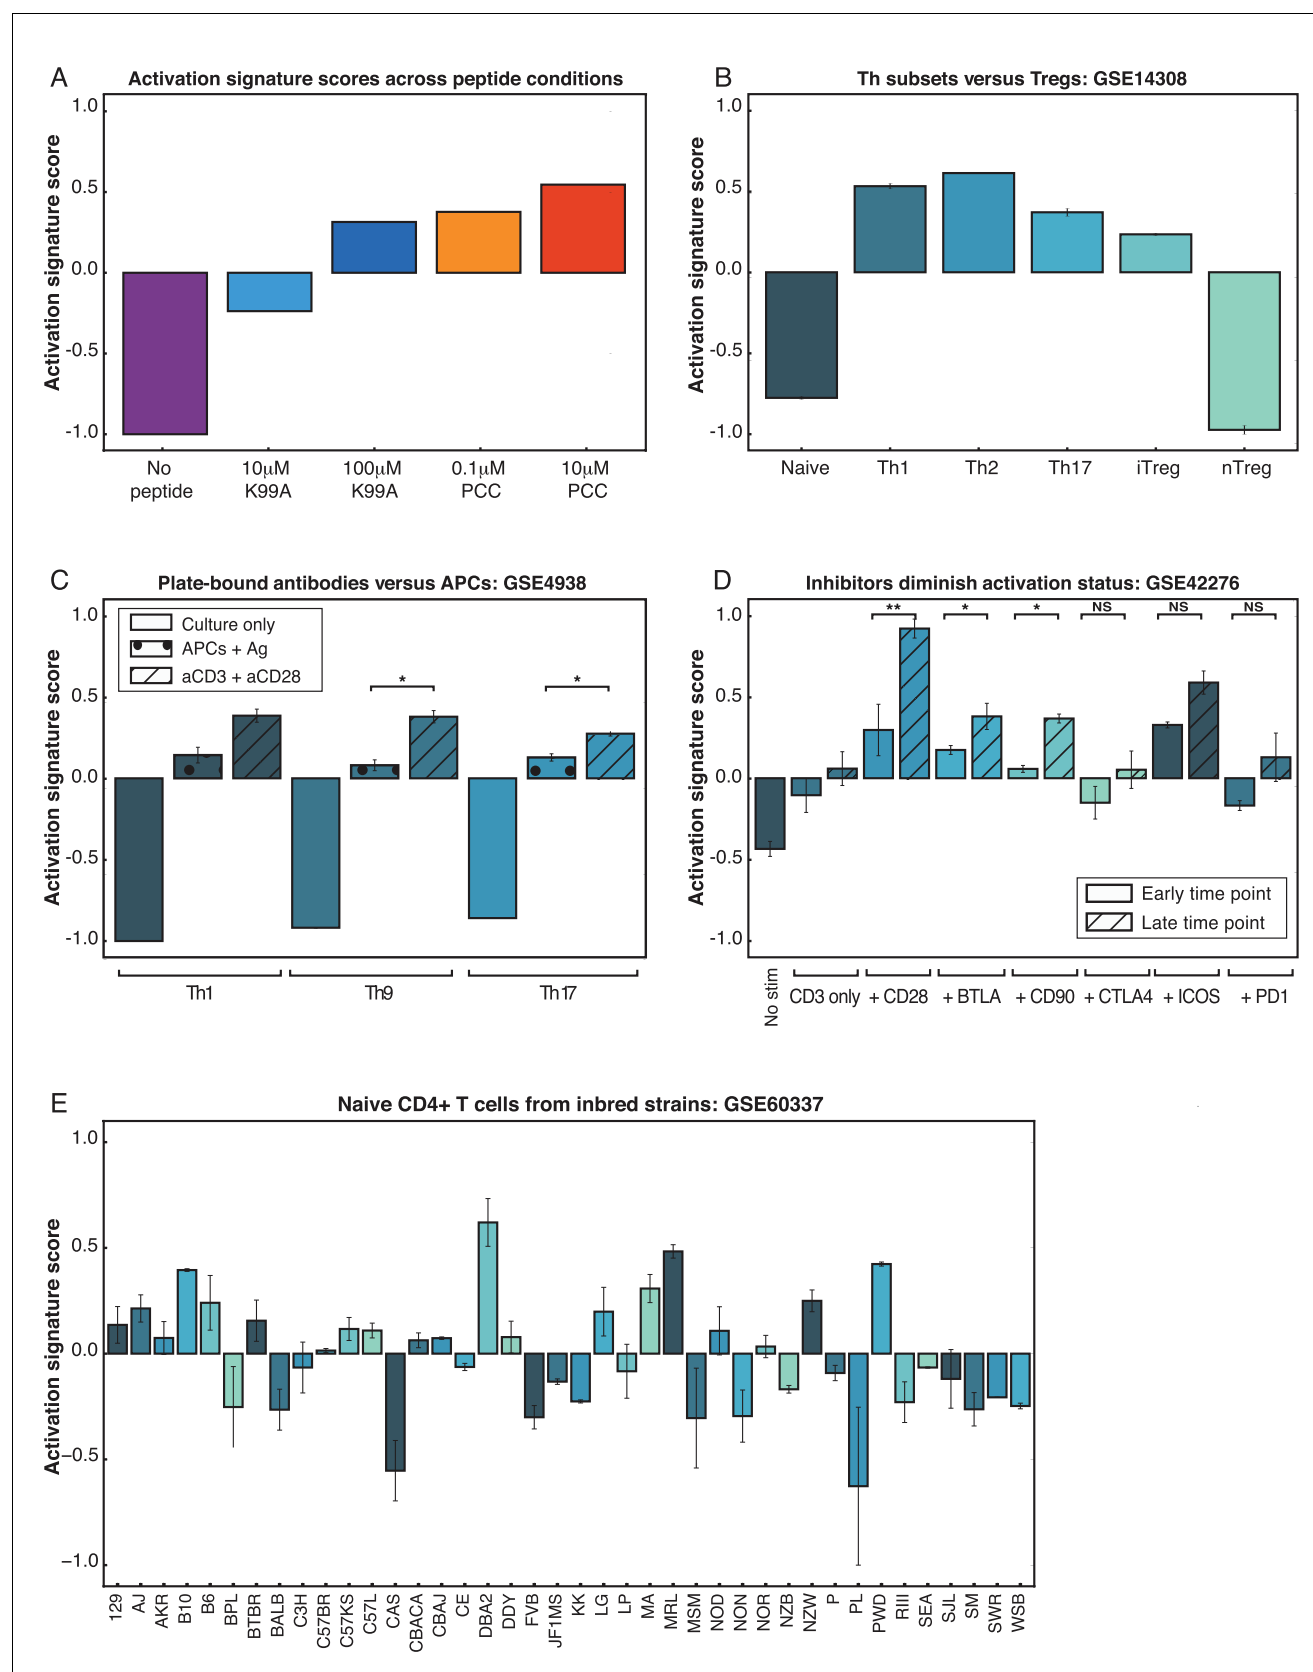 A
Activation signature scores across peptide conditions
Activation signature score
1.0
0.5
0.0
-0.5
-1.0
No peptide
10μM K99A
100μM K99A
0.1μM PCC
10μM PCC
B
Th subsets versus Tregs: GSE14308
Activation signature score
1.0
0.5
0.0
-0.5
-1.0
Naive
Th1
Th2
Th17
iTreg
nTreg
C
Plate-bound antibodies versus APCs: GSE4938
Activation signature score
1.0
0.5
0.0
-0.5
-1.0
Culture only
APCs + Ag
aCD3 + aCD28
*
*
Th1
Th9
Th17
D
Inhibitors diminish activation status: GSE42276
Activation signature score
1.0
0.5
0.0
-0.5
-1.0
**
*
*
NS
NS
NS
Early time point
Late time point
No stim
CD3 only
+ CD28
+ BTLA
+ CD90
+ CTLA4
+ ICOS
+ PD1
E
Naive CD4+ T cells from inbred strains: GSE60337
Activation signature score
1.0
0.5
0.0
−0.5
−1.0
129
AJ
AKR
B10
B6
BPL
BTBR
BALB
C3H
C57BR
C57KS
C57L
CAS
CBACA
CBAJ
CE
DBA2
DDY
FVB
JF1MS
KK
LG
LP
MA
MRL
MSM
NOD
NON
NOR
NZB
NZW
P
PL
PWD
RIII
SEA
SJL
SM
SWR
WSB